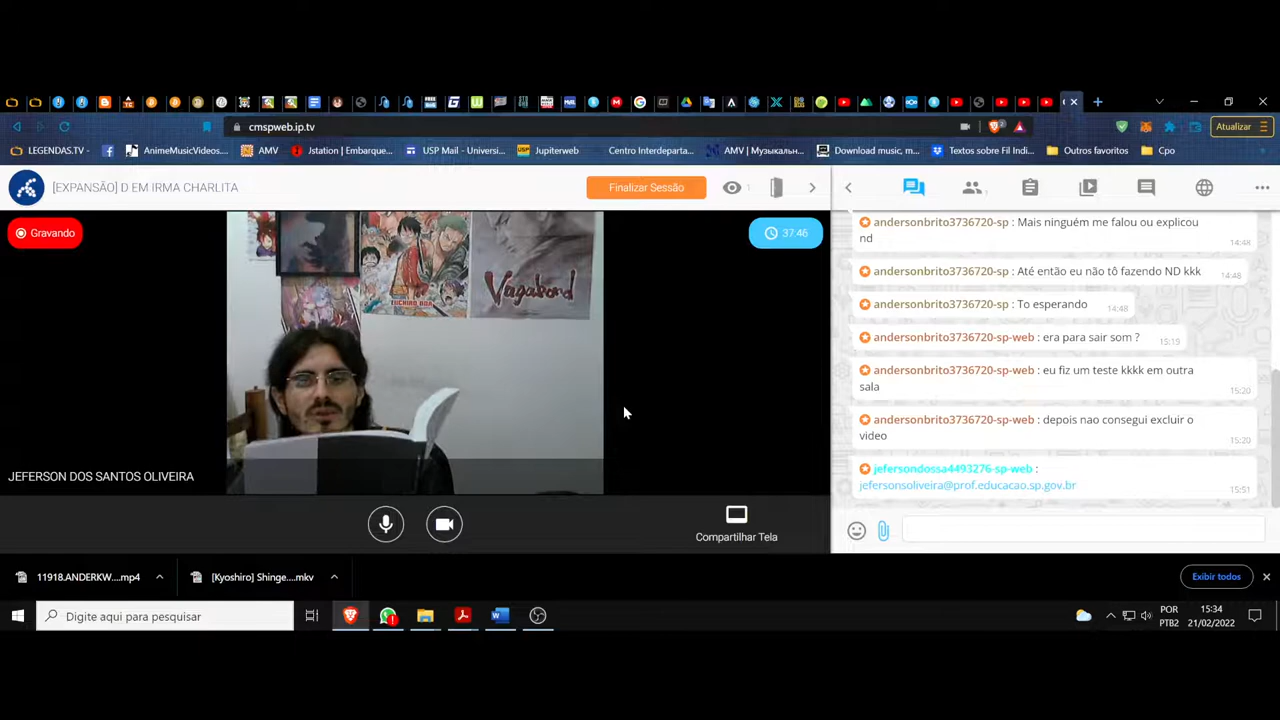 cmspweb.ip.tv
Atualizar
LEGENDAS.TV -
AnimeMusicVideos...
AMV
Jstation | Embarque...
USP
USP Mail - Universi...
Jupiterweb
Centro Interdeparta...
AMV | Музыкальн...
Download music, m...
Textos sobre Fil Indi...
Outros favoritos
Cpo
[EXPANSÃO] D EM IRMA CHARLITA
Finalizar Sessão
1
1
Gravando
37:46
Vagabond
JEFERSON DOS SANTOS OLIVEIRA
Compartilhar Tela
andersonbrito3736720-sp : Mais ninguém me falou ou explicou
nd
14:48
andersonbrito3736720-sp : Até então eu não tô fazendo ND kkk
14:48
andersonbrito3736720-sp : To esperando
14:48
andersonbrito3736720-sp-web : era para sair som ?
15:19
andersonbrito3736720-sp-web : eu fiz um teste kkkk em outra
sala
15:20
andersonbrito3736720-sp-web : depois nao consegui excluir o
video
15:20
jefersondossa4493276-sp-web :
jefersonsoliveira@prof.educacao.sp.gov.br
15:51
11918.ANDERKW....mp4
[Kyoshiro] Shinge....mkv
Exibir todos
Digite aqui para pesquisar
POR
PTB2
15:34
21/02/2022